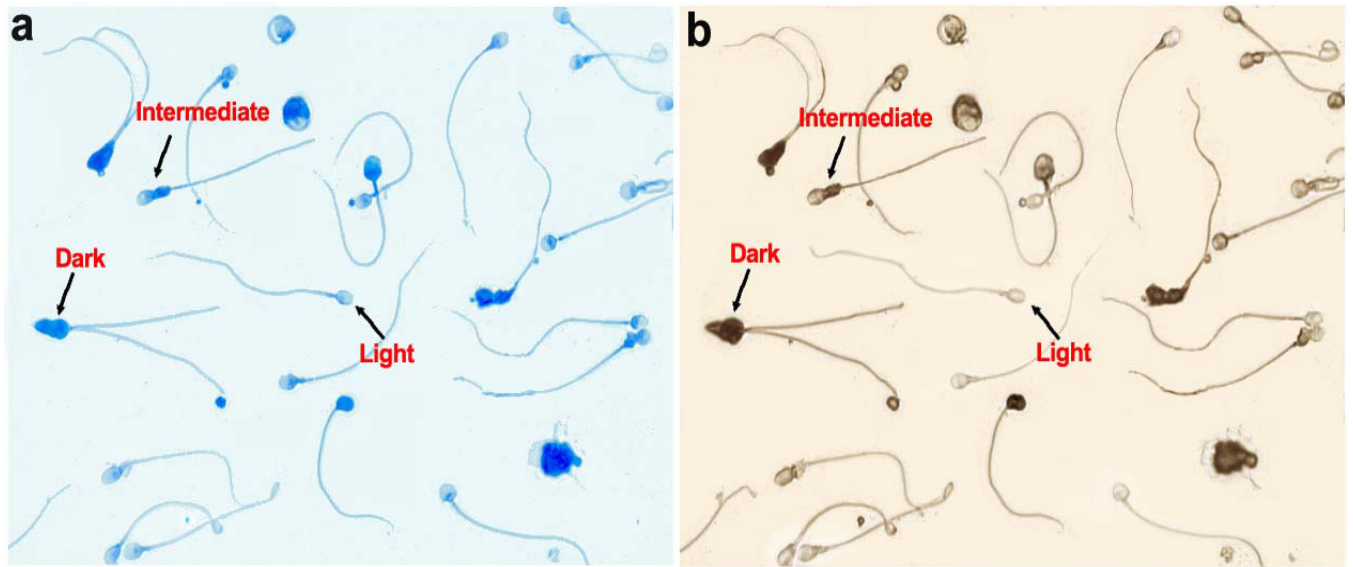 a
Intermediate
Dark
Light
b
Intermediate
Dark
Light